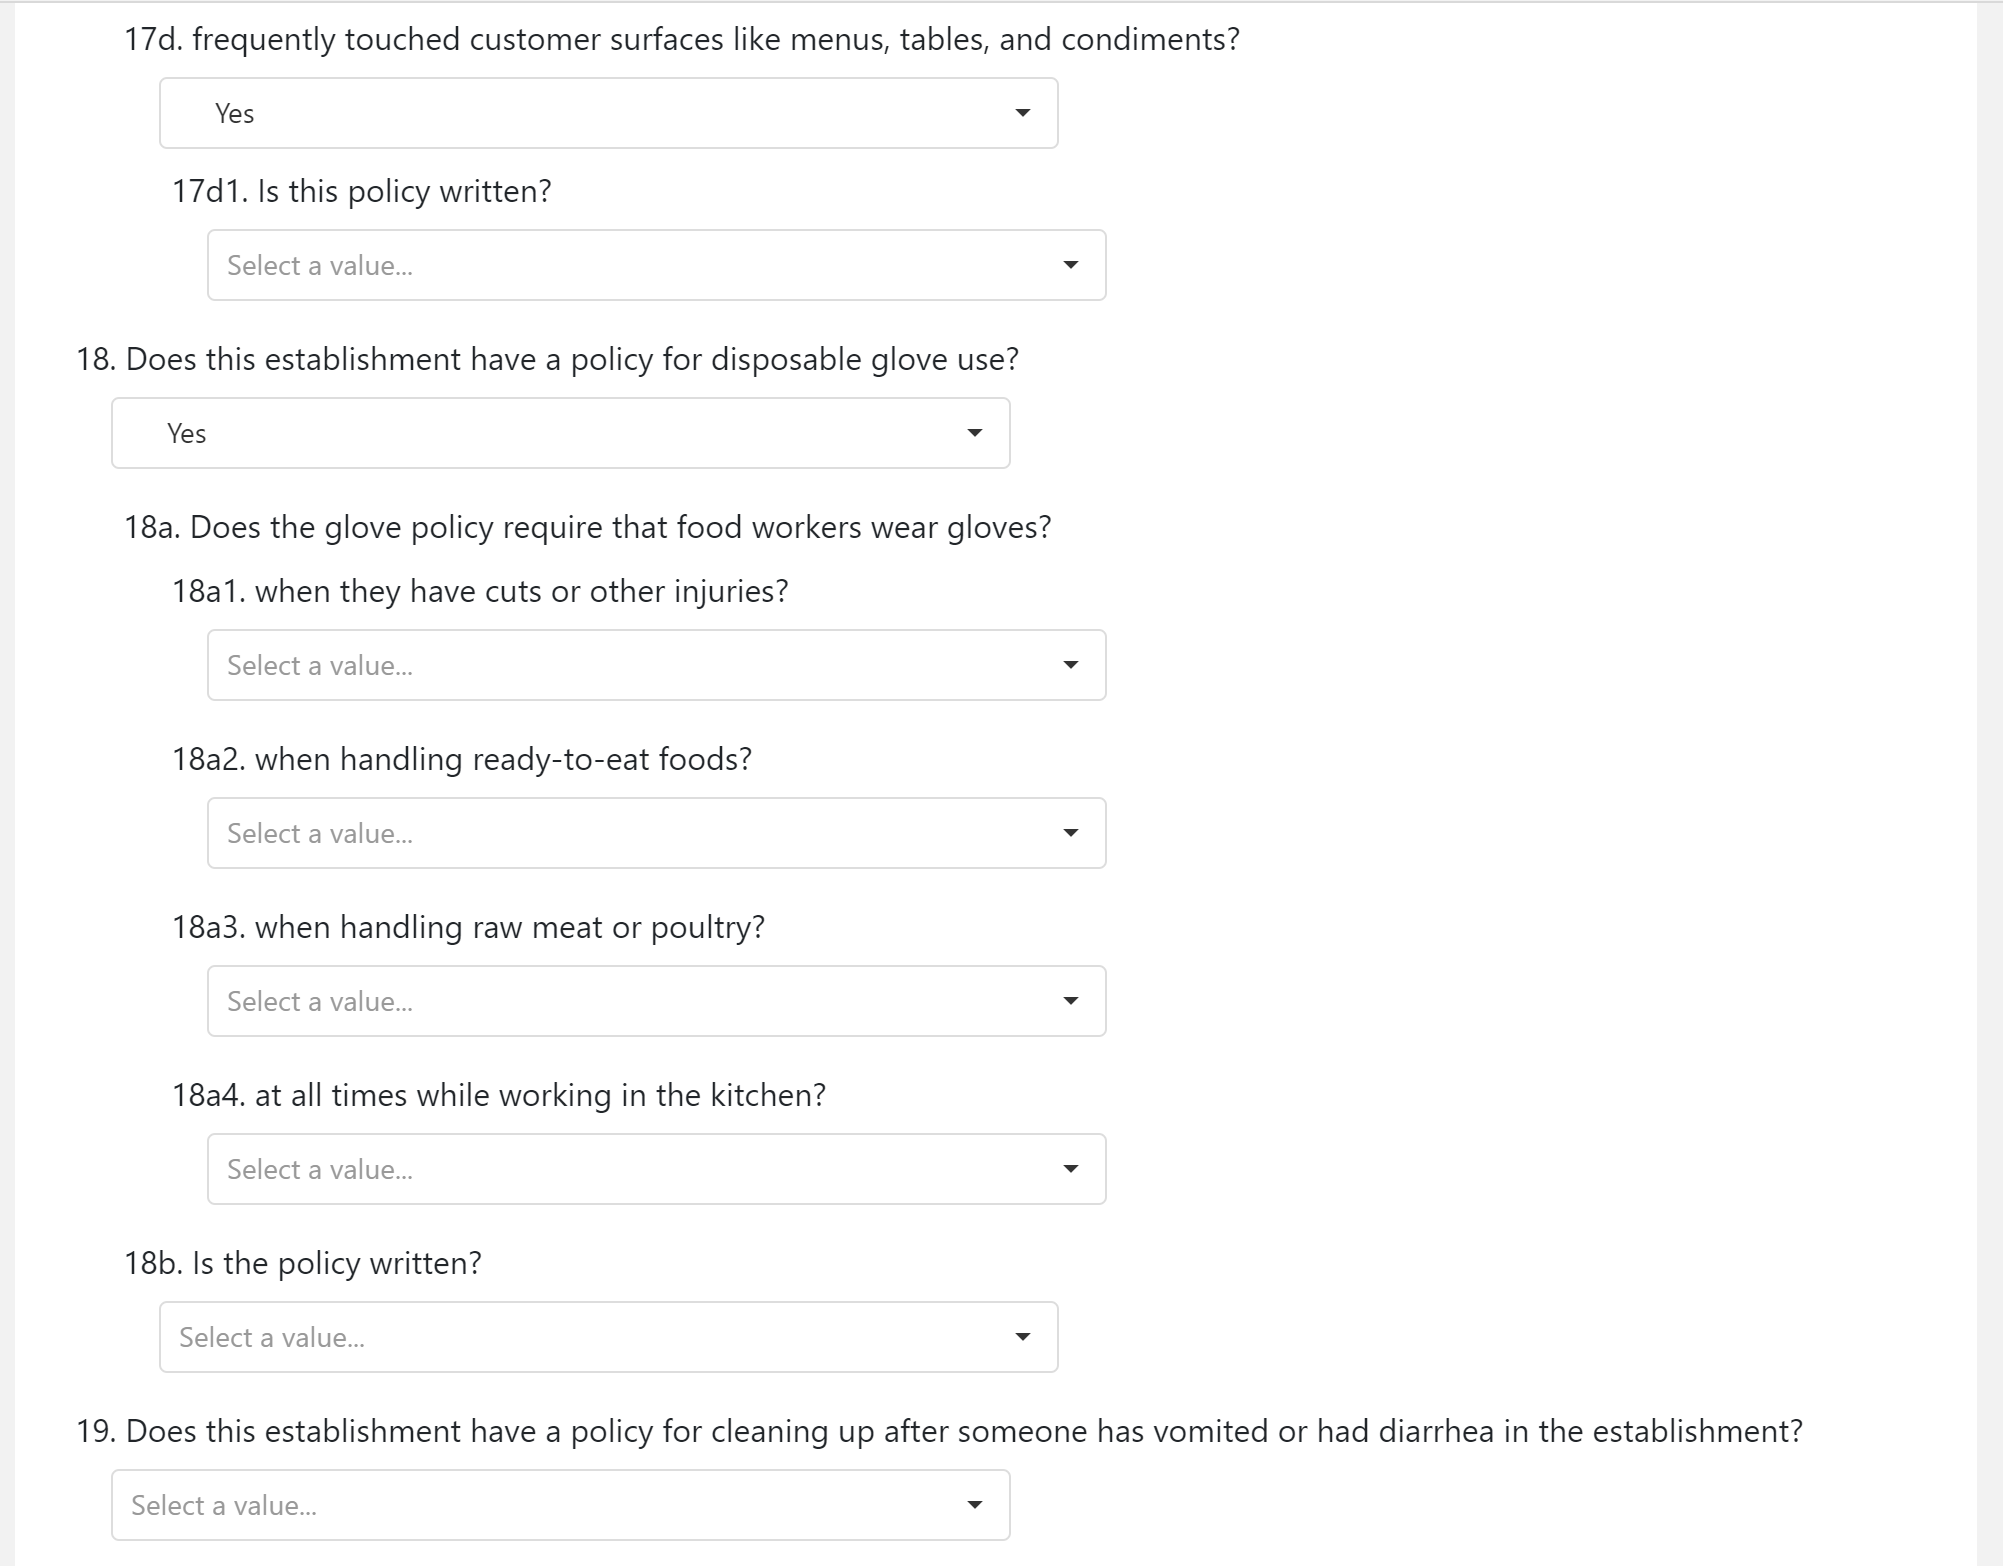 17d. frequently touched customer surfaces like menus, tables, and condiments?
Yes
17d1. Is this policy written?
Select a value...
18. Does this establishment have a policy for disposable glove use?
Yes
18a. Does the glove policy require that food workers wear gloves?
18a1. when they have cuts or other injuries?
Select a value...
18a2. when handling ready-to-eat foods?
Select a value...
18a3. when handling raw meat or poultry?
Select a value...
18a4. at all times while working in the kitchen?
Select a value...
18b. Is the policy written?
Select a value...
19. Does this establishment have a policy for cleaning up after someone has vomited or had diarrhea in the establishment?
Select a value...